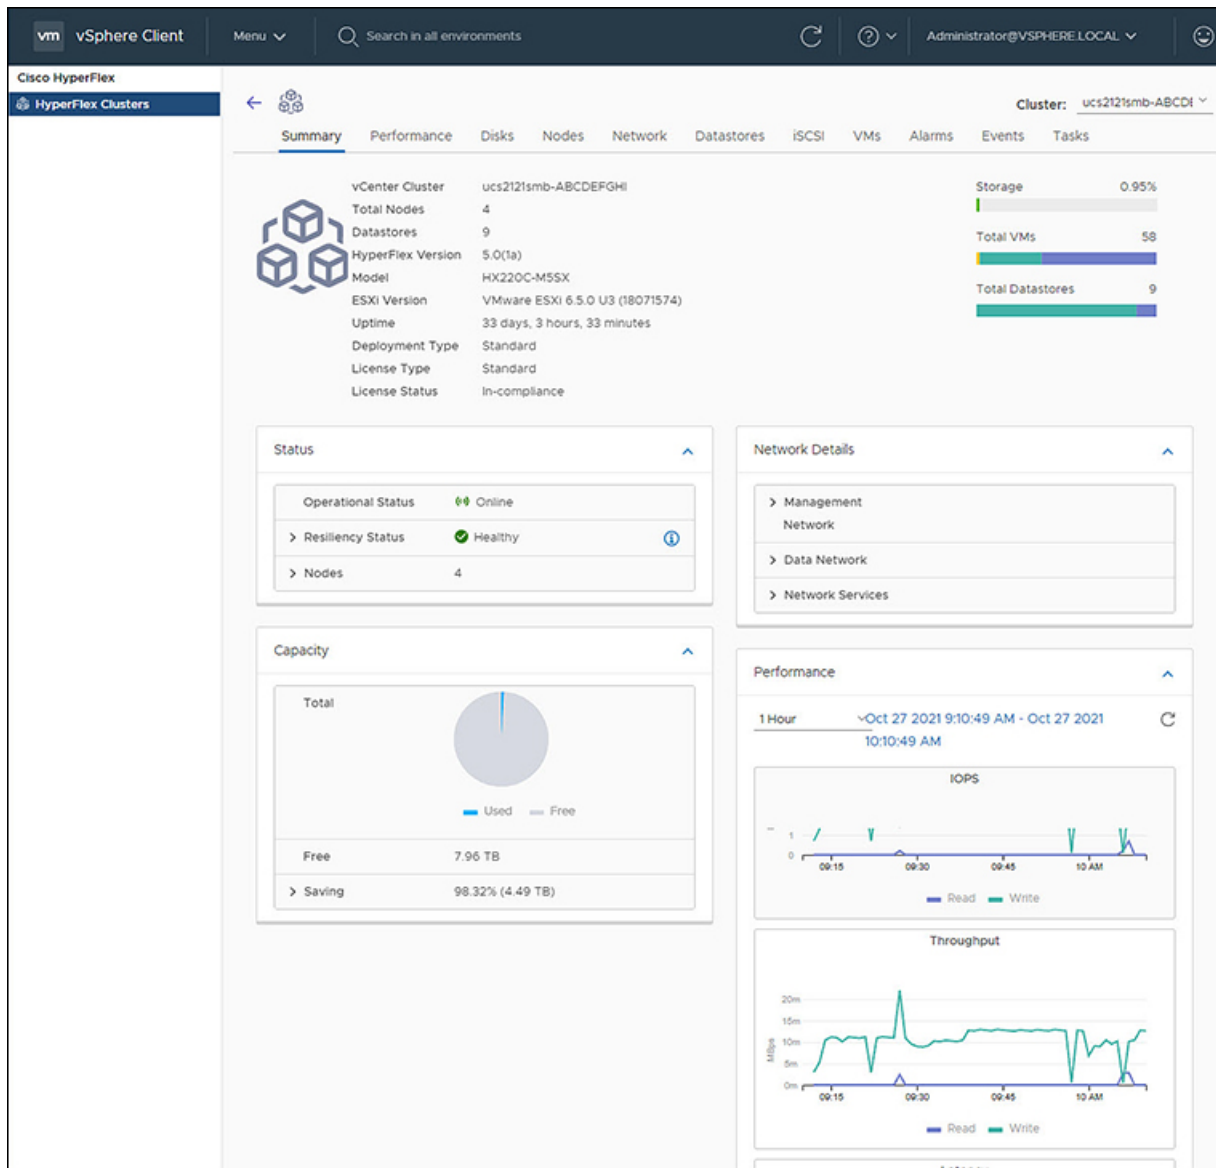 vm vSphere Client Menu Search in all environments Administrator@VSPHERE.LOCAL
Cisco HyperFlex
HyperFlex Clusters
Cluster: ucs2121smb-ABCDE
Summary Performance Disks Nodes Network Datastores iSCSI VMs Alarms Events Tasks
vCenter Cluster ucs2121smb-ABCDEFGHI
Total Nodes 4
Datastores 9
HyperFlex Version 5.0(1a)
Model HX220C-M5SX
ESXi Version VMware ESXi 6.5.0 U3 (18071574)
Uptime 33 days, 3 hours, 33 minutes
Deployment Type Standard
License Type Standard
License Status In-compliance
Storage 0.95%
Total VMs 58
Total Datastores 9
Status
Operational Status Online
Resiliency Status Healthy
Nodes 4
Capacity
Total
Used Free
Free 7.96 TB
Saving 98.32% (4.49 TB)
Network Details
Management
Network
Data Network
Network Services
Performance
1 Hour Oct 27 2021 9:10:49 AM - Oct 27 2021
10:10:49 AM
IOPS
1
0
09:15 09:30 09:45 10 AM
Read Write
Throughput
20m
15m
10m
5m
0m
MBps
09:15 09:30 09:45 10 AM
Read Write